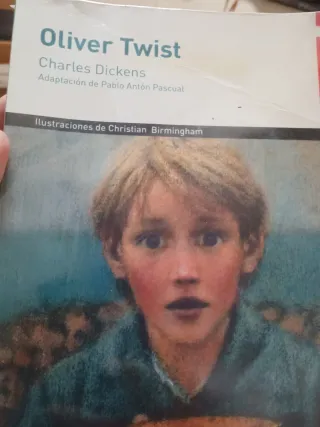 Oliver Twist
Charles Dickens
Adaptación de Pablo Antón Pascual
Ilustraciones de Christian Birmingham